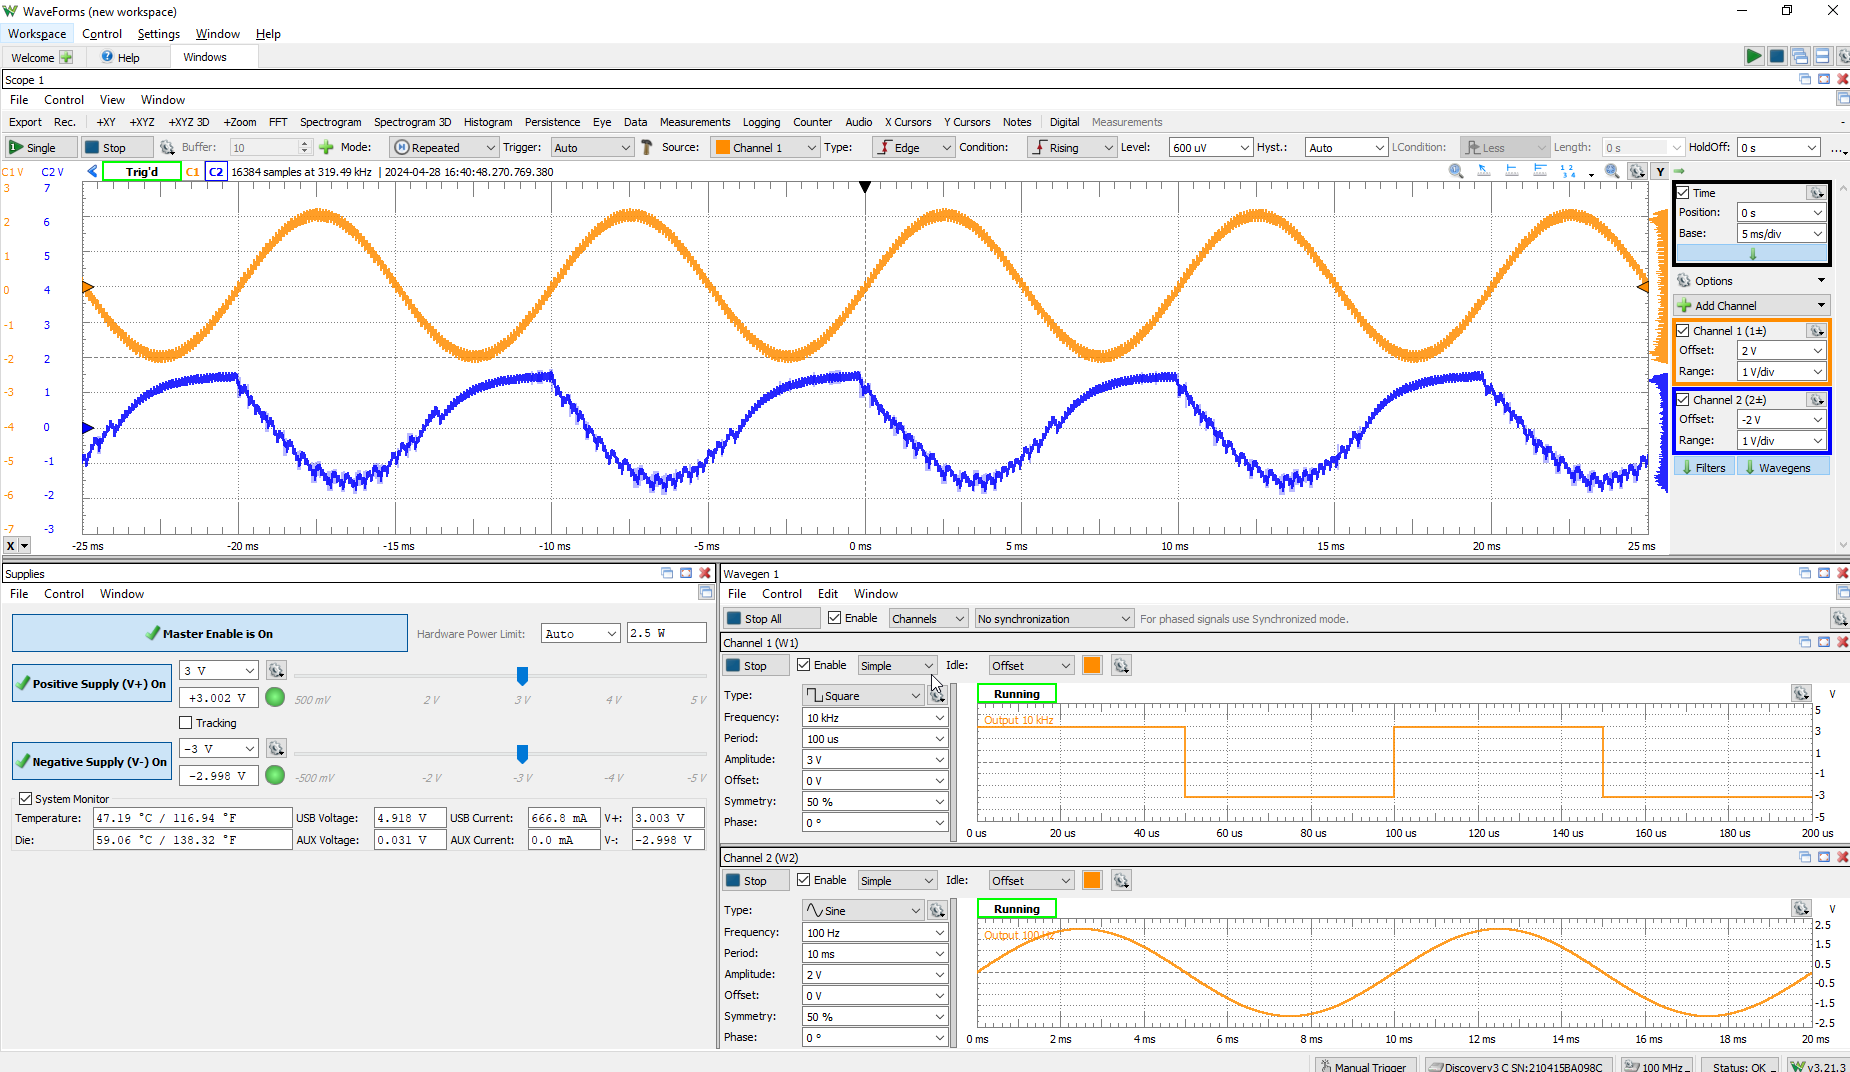 WaveForms (new workspace)
Workspace Control Settings Window Help
Welcome Help Windows
Scope 1
File Control View Window
Export Rec. +XY +XYZ +XYZ 3D +Zoom FFT Spectrogram Spectrogram 3D Histogram Persistence Eye Data Measurements Logging Counter Audio X Cursors Y Cursors Notes Digital Measurements
Single Stop Buffer: 10 Mode: Repeated Trigger: Auto Source: Channel 1 Type: Edge Condition: Rising Level: 600 uV Hyst.: Auto LCondition: Less Length: 0 s HoldOff: 0 s ...
C1 V C2 V Trig'd C1 C2 16384 samples at 319.49 kHz | 2024-04-28 16:40:48.270.769.380 Y
3 7
2 6
1 5
0 4
-1 3
-2 2
-3 1
-4 0
-5 -1
-6 -2
-7 -3
X -25 ms -20 ms -15 ms -10 ms -5 ms 0 ms 5 ms 10 ms 15 ms 20 ms 25 ms
Time
Position: 0 s
Base: 5 ms/div
Options
Add Channel
Channel 1 (1±)
Offset: 2 V
Range: 1 V/div
Channel 2 (2±)
Offset: -2 V
Range: 1 V/div
Filters Wavegens
Supplies
File Control Window
Master Enable is On Hardware Power Limit: Auto 2.5 W
Positive Supply (V+) On 3 V
+3.002 V 500 mV 2 V 3 V 4 V 5 V
Tracking
Negative Supply (V-) On -3 V
-2.998 V -500 mV -2 V -3 V -4 V -5 V
System Monitor
Temperature: 47.19 °C / 116.94 °F USB Voltage: 4.918 V USB Current: 666.8 mA V+: 3.003 V
Die: 59.06 °C / 138.32 °F AUX Voltage: 0.031 V AUX Current: 0.0 mA V-: -2.998 V
Wavegen 1
File Control Edit Window
Stop All Enable Channels No synchronization For phased signals use Synchronized mode.
Channel 1 (W1)
Stop Enable Simple Idle: Offset
Type: Square
Frequency: 10 kHz
Period: 100 us
Amplitude: 3 V
Offset: 0 V
Symmetry: 50 %
Phase: 0 °
Running V
Output 10 kHz
5
3
1
-1
-3
-5
0 us 20 us 40 us 60 us 80 us 100 us 120 us 140 us 160 us 180 us 200 us
Channel 2 (W2)
Stop Enable Simple Idle: Offset
Type: Sine
Frequency: 100 Hz
Period: 10 ms
Amplitude: 2 V
Offset: 0 V
Symmetry: 50 %
Phase: 0 °
Running V
Output 100 Hz
2.5
1.5
0.5
-0.5
-1.5
-2.5
0 ms 2 ms 4 ms 6 ms 8 ms 10 ms 12 ms 14 ms 16 ms 18 ms 20 ms
Manual Trigger Discovery3 C SN:210415BA098C 100 MHz Status: OK v3.21.3